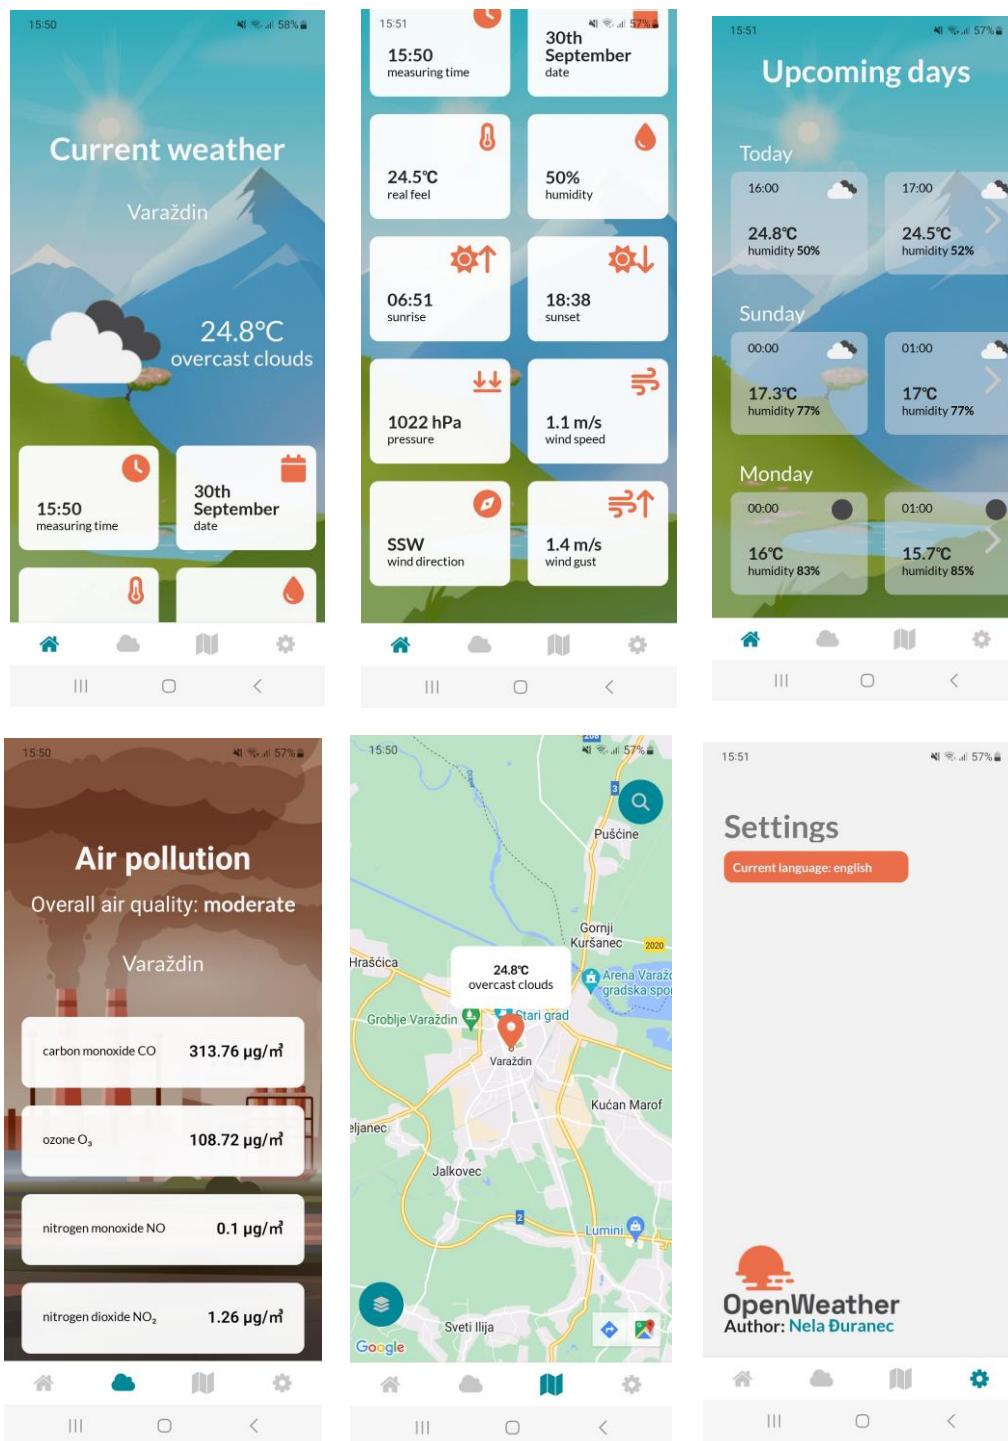 15:50
58%
Current weather
Varaždin
24.8°C
overcast clouds
15:50
measuring time
30th
September
date
15:51
57%
15:50
measuring time
30th
September
date
24.5°C
real feel
50%
humidity
06:51
sunrise
18:38
sunset
1022 hPa
pressure
1.1 m/s
wind speed
SSW
wind direction
1.4 m/s
wind gust
15:51
57%
Upcoming days
Today
16:00
24.8°C
humidity 50%
17:00
24.5°C
humidity 52%
Sunday
00:00
17.3°C
humidity 77%
01:00
17°C
humidity 77%
Monday
00:00
16°C
humidity 83%
01:00
15.7°C
humidity 85%
15:50
57%
Air pollution
Overall air quality: moderate
Varaždin
carbon monoxide CO 313.76 µg/m³
ozone O₃ 108.72 µg/m³
nitrogen monoxide NO 0.1 µg/m³
nitrogen dioxide NO₂ 1.26 µg/m³
15:50
57%
208
3
Pušćine
Gornji
Kuršanec
2020
Hrašćica
24.8°C
overcast clouds
Arena Varaž
gradska spo
Groblje Varaždin
Stari grad
Varaždin
Kućan Marof
eljanec
Jalkovec
2
Lumini
Sveti Ilija
Google
15:51
57%
Settings
Current language: english
OpenWeather
Author: Nela Đuranec